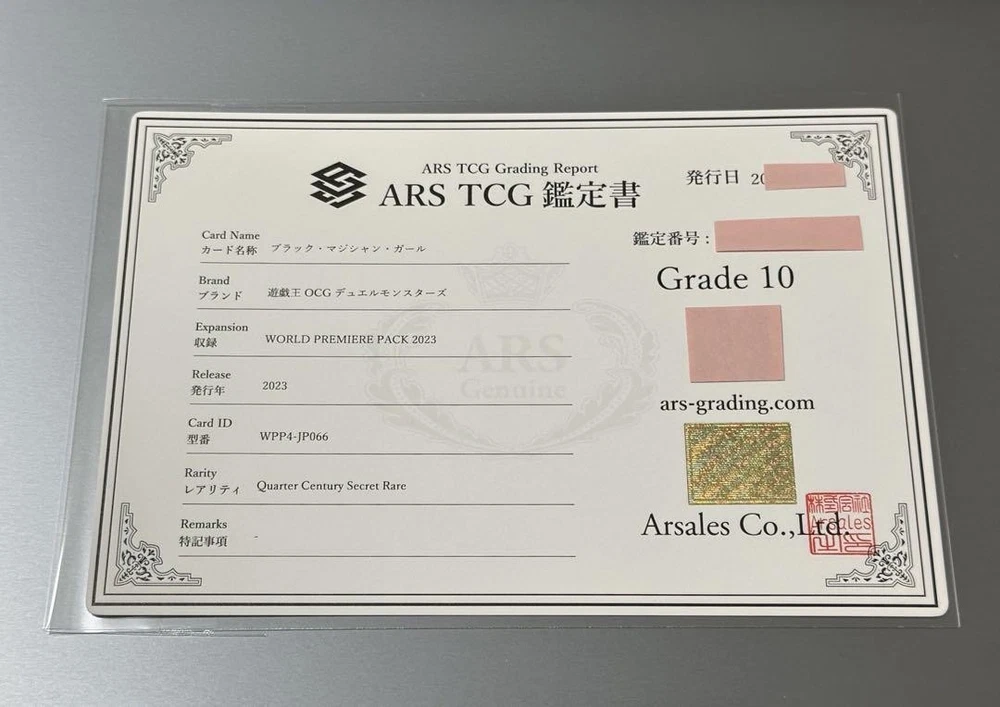 ARS TCG Grading Report
ARS TCG 鑑定書
発行日 20
鑑定番号：
Card Name
カード名称 ブラック・マジシャン・ガール
Brand
ブランド 遊戯王 OCG デュエルモンスターズ
Expansion
収録 WORLD PREMIERE PACK 2023
Release
発行年 2023
Card ID
型番 WPP4-JP066
Rarity
レアリティ Quarter Century Secret Rare
Remarks
特記事項 -
ARS
Genuine
Grade 10
ars-grading.com
Arsales Co.,Ltd.
Arsales